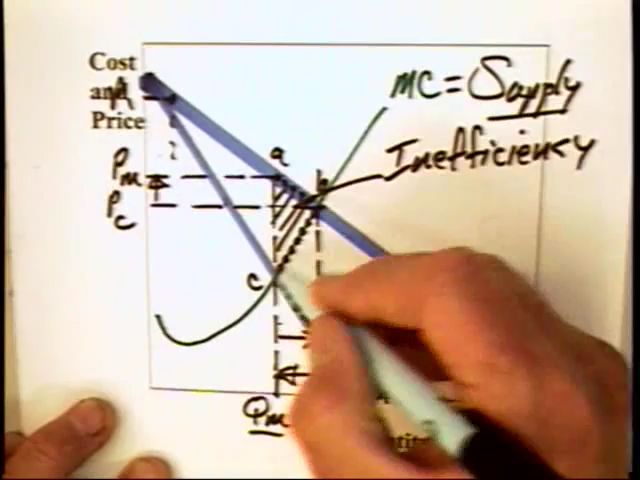 Cost
and
Price
MC = Supply
Inefficiency
a
Pm
b
Pc
c
Qm